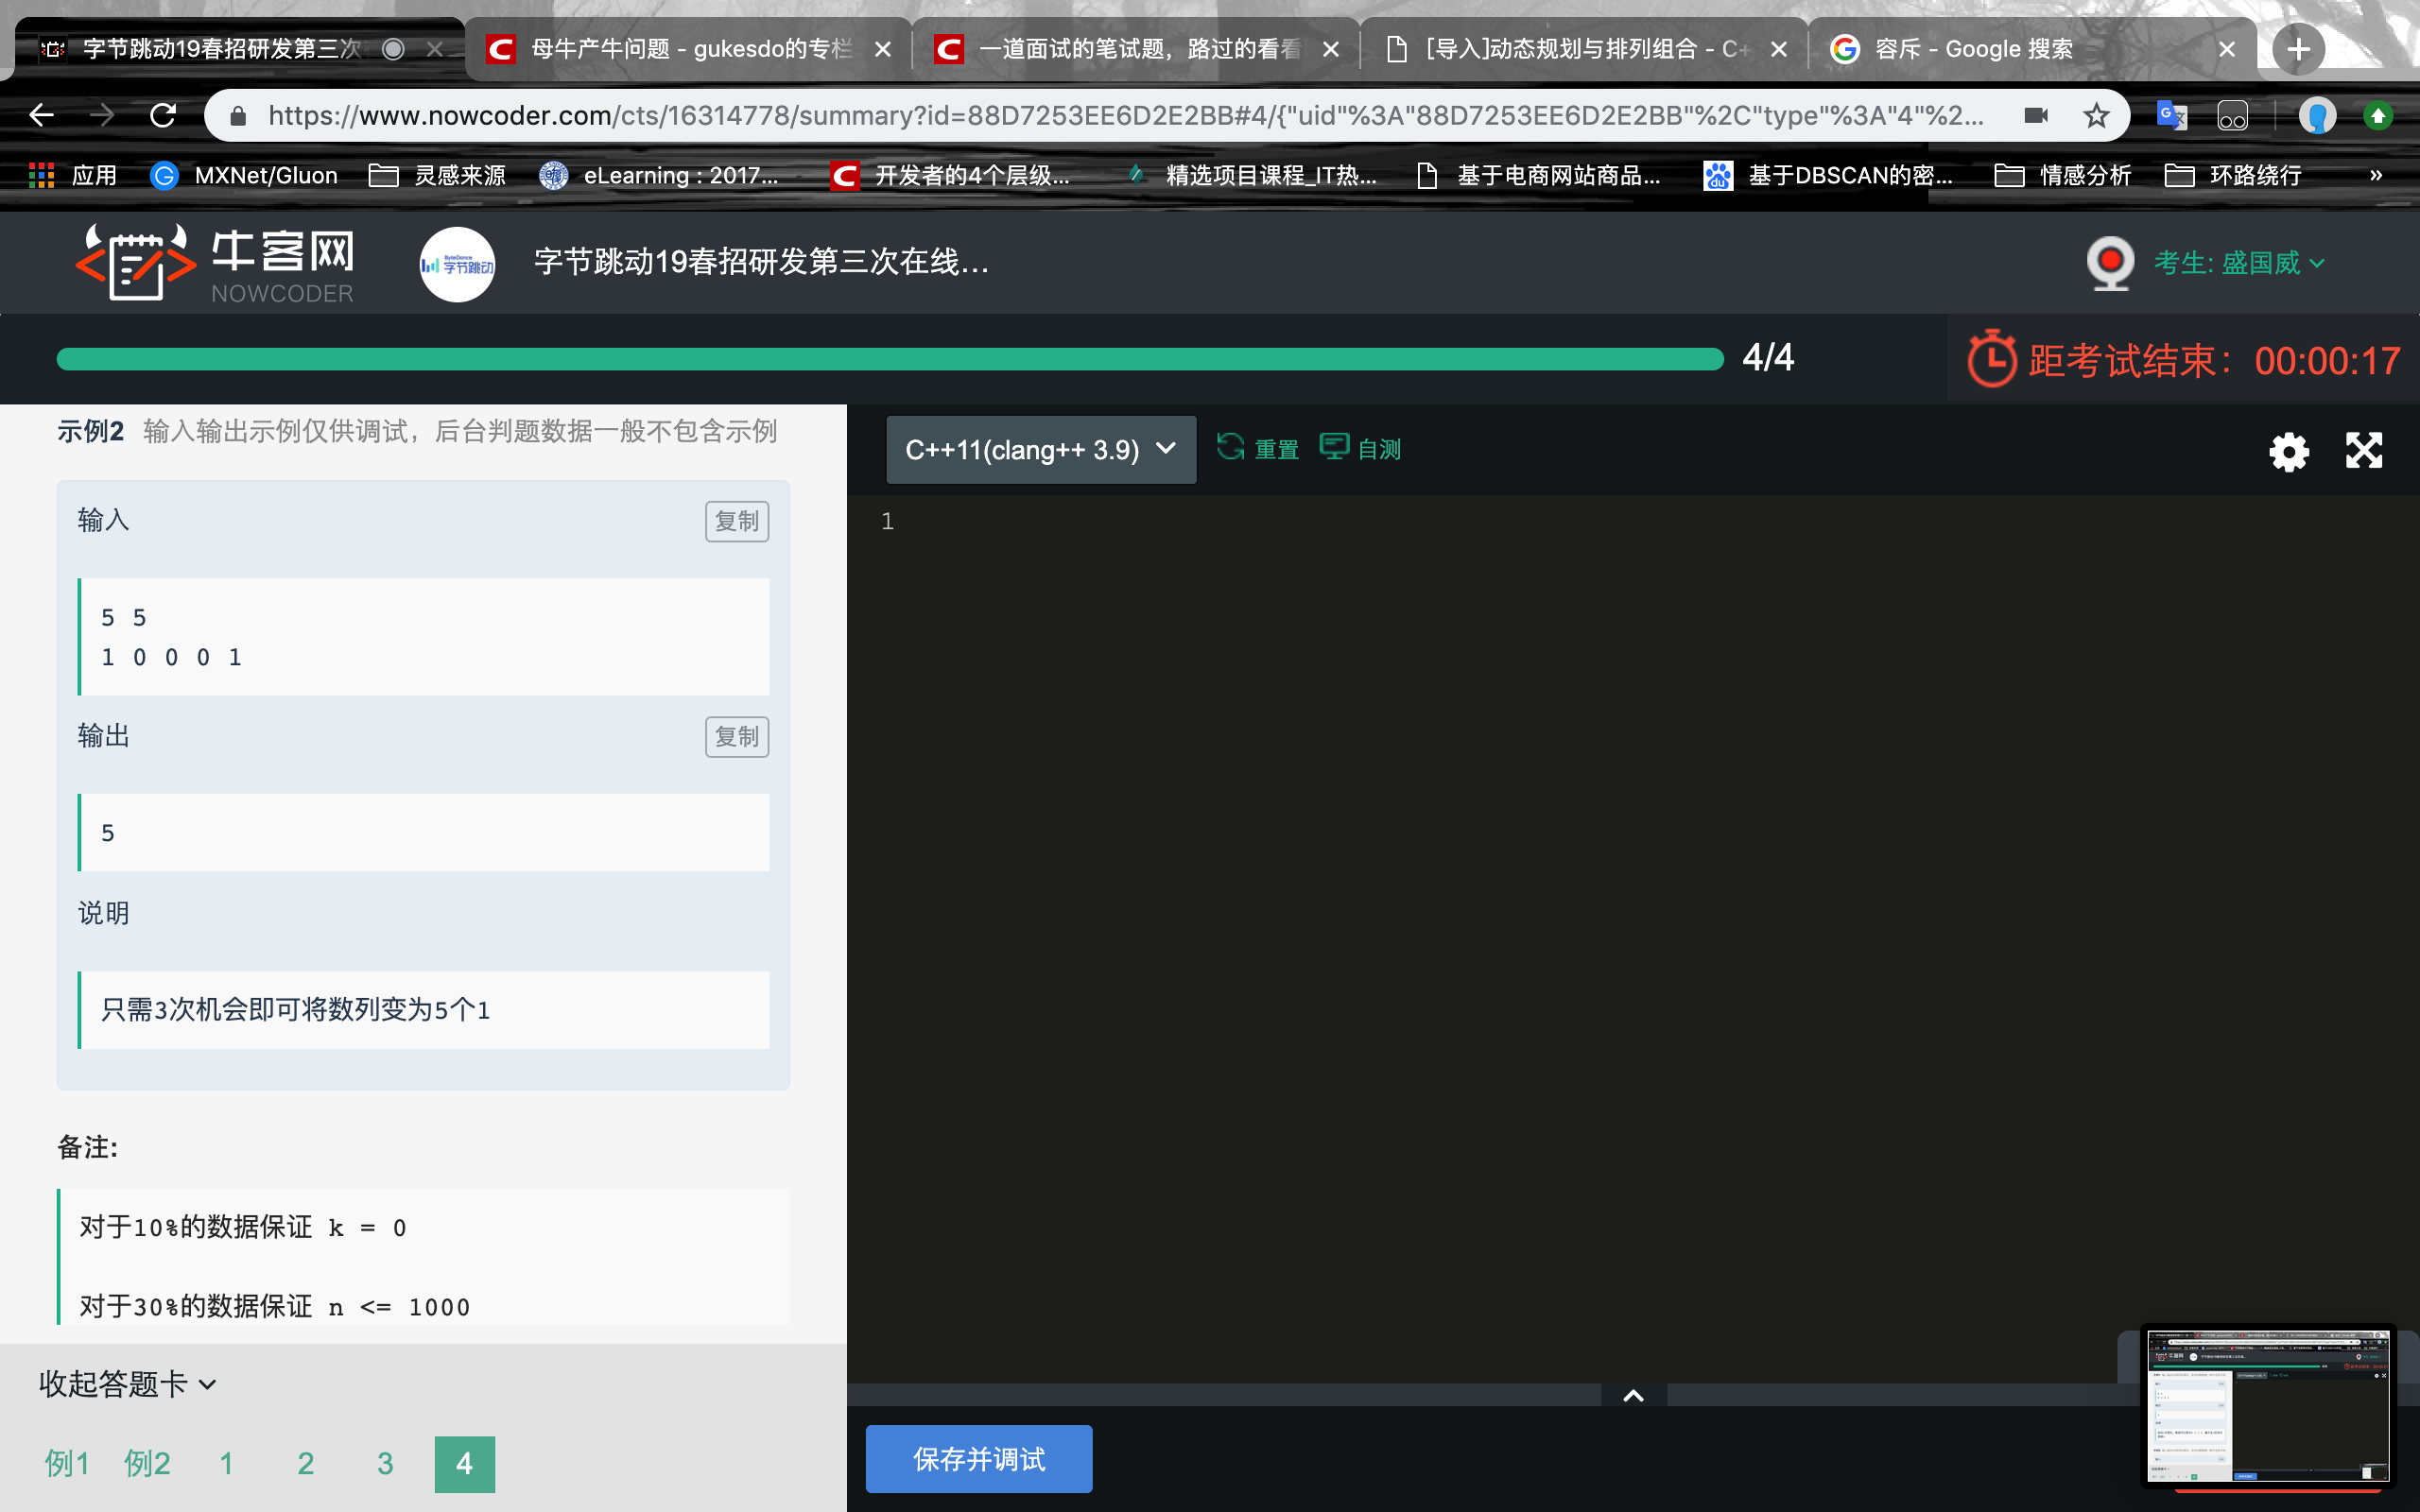 字节跳动19春招研发第三次
母牛产牛问题 - gukesdo的专栏
一道面试的笔试题，路过的看看
[导入]动态规划与排列组合 - C+
容斥 - Google 搜索
https://www.nowcoder.com/cts/16314778/summary?id=88D7253EE6D2E2BB#4/{"uid"%3A"88D7253EE6D2E2BB"%2C"type"%3A"4"%2...
应用
MXNet/Gluon
灵感来源
eLearning : 2017...
开发者的4个层级...
精选项目课程_IT热...
基于电商网站商品...
基于DBSCAN的密...
情感分析
环路绕行
»
牛客网
NOWCODER
ByteDance
字节跳动
字节跳动19春招研发第三次在线...
考生: 盛国威
4/4
距考试结束：00:00:17
示例2 输入输出示例仅供调试，后台判题数据一般不包含示例
输入
复制
5 5
1 0 0 0 1
输出
复制
5
说明
只需3次机会即可将数列变为5个1
备注:
对于10%的数据保证 k = 0
对于30%的数据保证 n <= 1000
收起答题卡
例1 例2 1 2 3 4
C++11(clang++ 3.9)
重置
自测
1
保存并调试